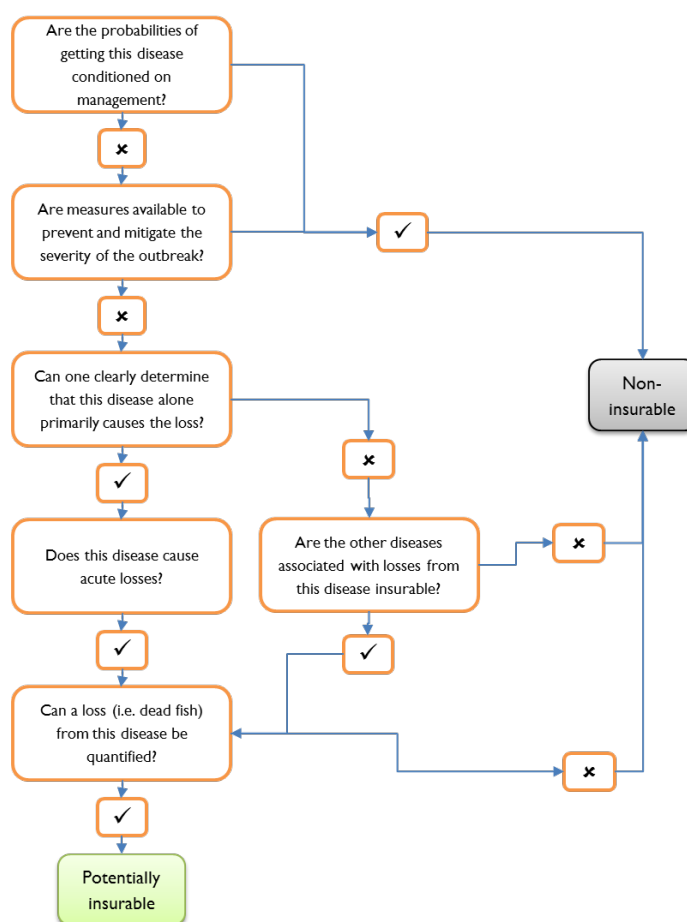 Are the probabilities of
getting this disease
conditioned on
management?
✘
Are measures available to
prevent and mitigate the
severity of the outbreak?
✓
✘
Can one clearly determine
that this disease alone
primarily causes the loss?
Non-
insurable
✘
✓
Does this disease cause
acute losses?
Are the other diseases
associated with losses from
this disease insurable?
✘
✓
✓
Can a loss (i.e. dead fish)
from this disease be
quantified?
✘
✓
Potentially
insurable